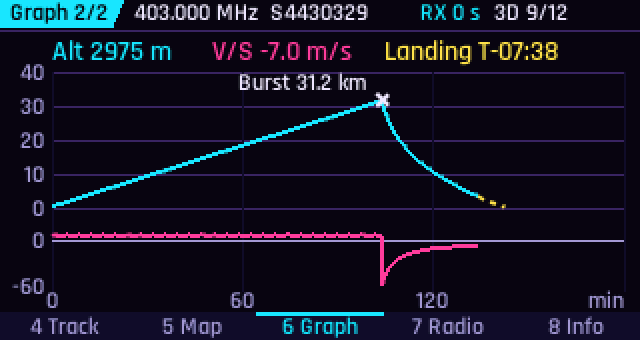 Graph 2/2 403.000 MHz S4430329 RX 0 s 3D 9/12
Alt 2975 m V/S -7.0 m/s Landing T-07:38
Burst 31.2 km
40
30
20
10
0
0
-60
0 60 120 min
4 Track 5 Map 6 Graph 7 Radio 8 Info